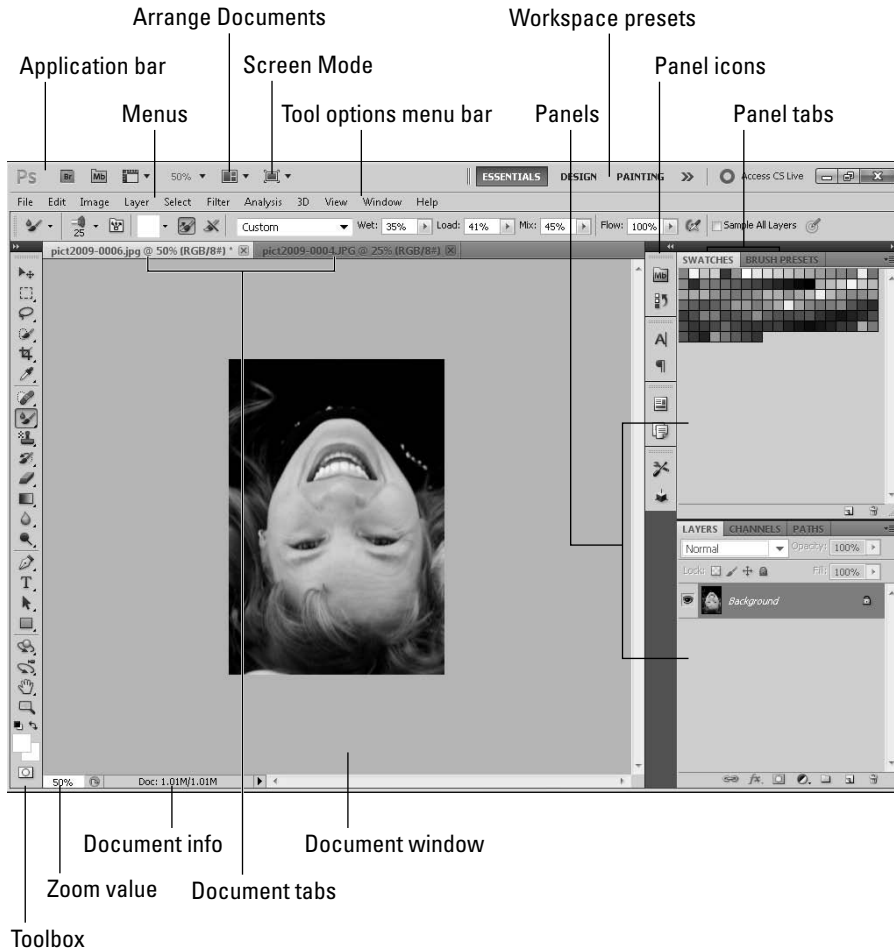 Arrange Documents
Workspace presets
Application bar
Screen Mode
Panel icons
Menus
Tool options menu bar
Panels
Panel tabs
Ps Br Mb 50% ESSENTIALS DESIGN PAINTING >> Access CS Live
File Edit Image Layer Select Filter Analysis 3D View Window Help
25 Custom Wet: 35% Load: 41% Mix: 45% Flow: 100% Sample All Layers
pict2009-0006.jpg @ 50% (RGB/8#) * pict2009-0004.JPG @ 25% (RGB/8#)
SWATCHES BRUSH PRESETS
Mb
A
T
LAYERS CHANNELS PATHS
Normal Opacity: 100%
Lock: Fill: 100%
Background
fx.
50% Doc: 1.01M/1.01M
Document info
Document window
Zoom value
Document tabs
Toolbox